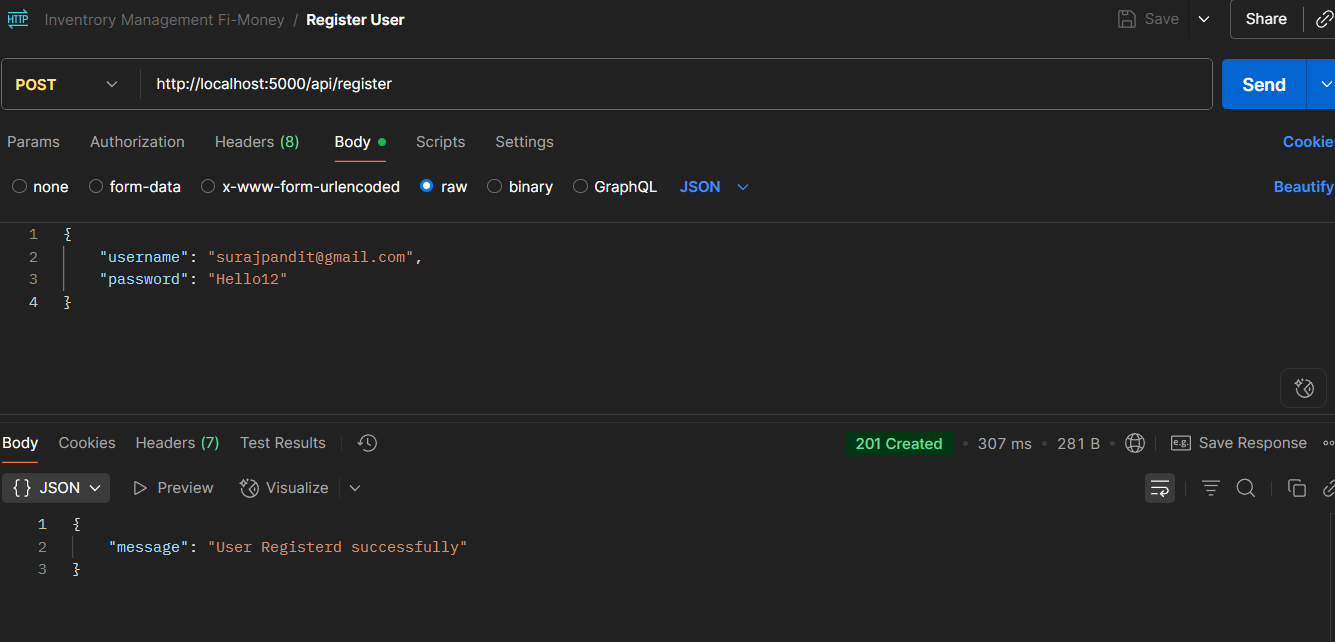 HTTP Inventrory Management Fi-Money / Register User Save Share
POST http://localhost:5000/api/register Send
Params Authorization Headers (8) Body Scripts Settings Cookie
none form-data x-www-form-urlencoded raw binary GraphQL JSON Beautify
1 {
2 "username": "surajpandit@gmail.com",
3 "password": "Hello12"
4 }
Body Cookies Headers (7) Test Results 201 Created • 307 ms • 281 B • e.g. Save Response
{} JSON Preview Visualize
1 {
2 "message": "User Registerd successfully"
3 }